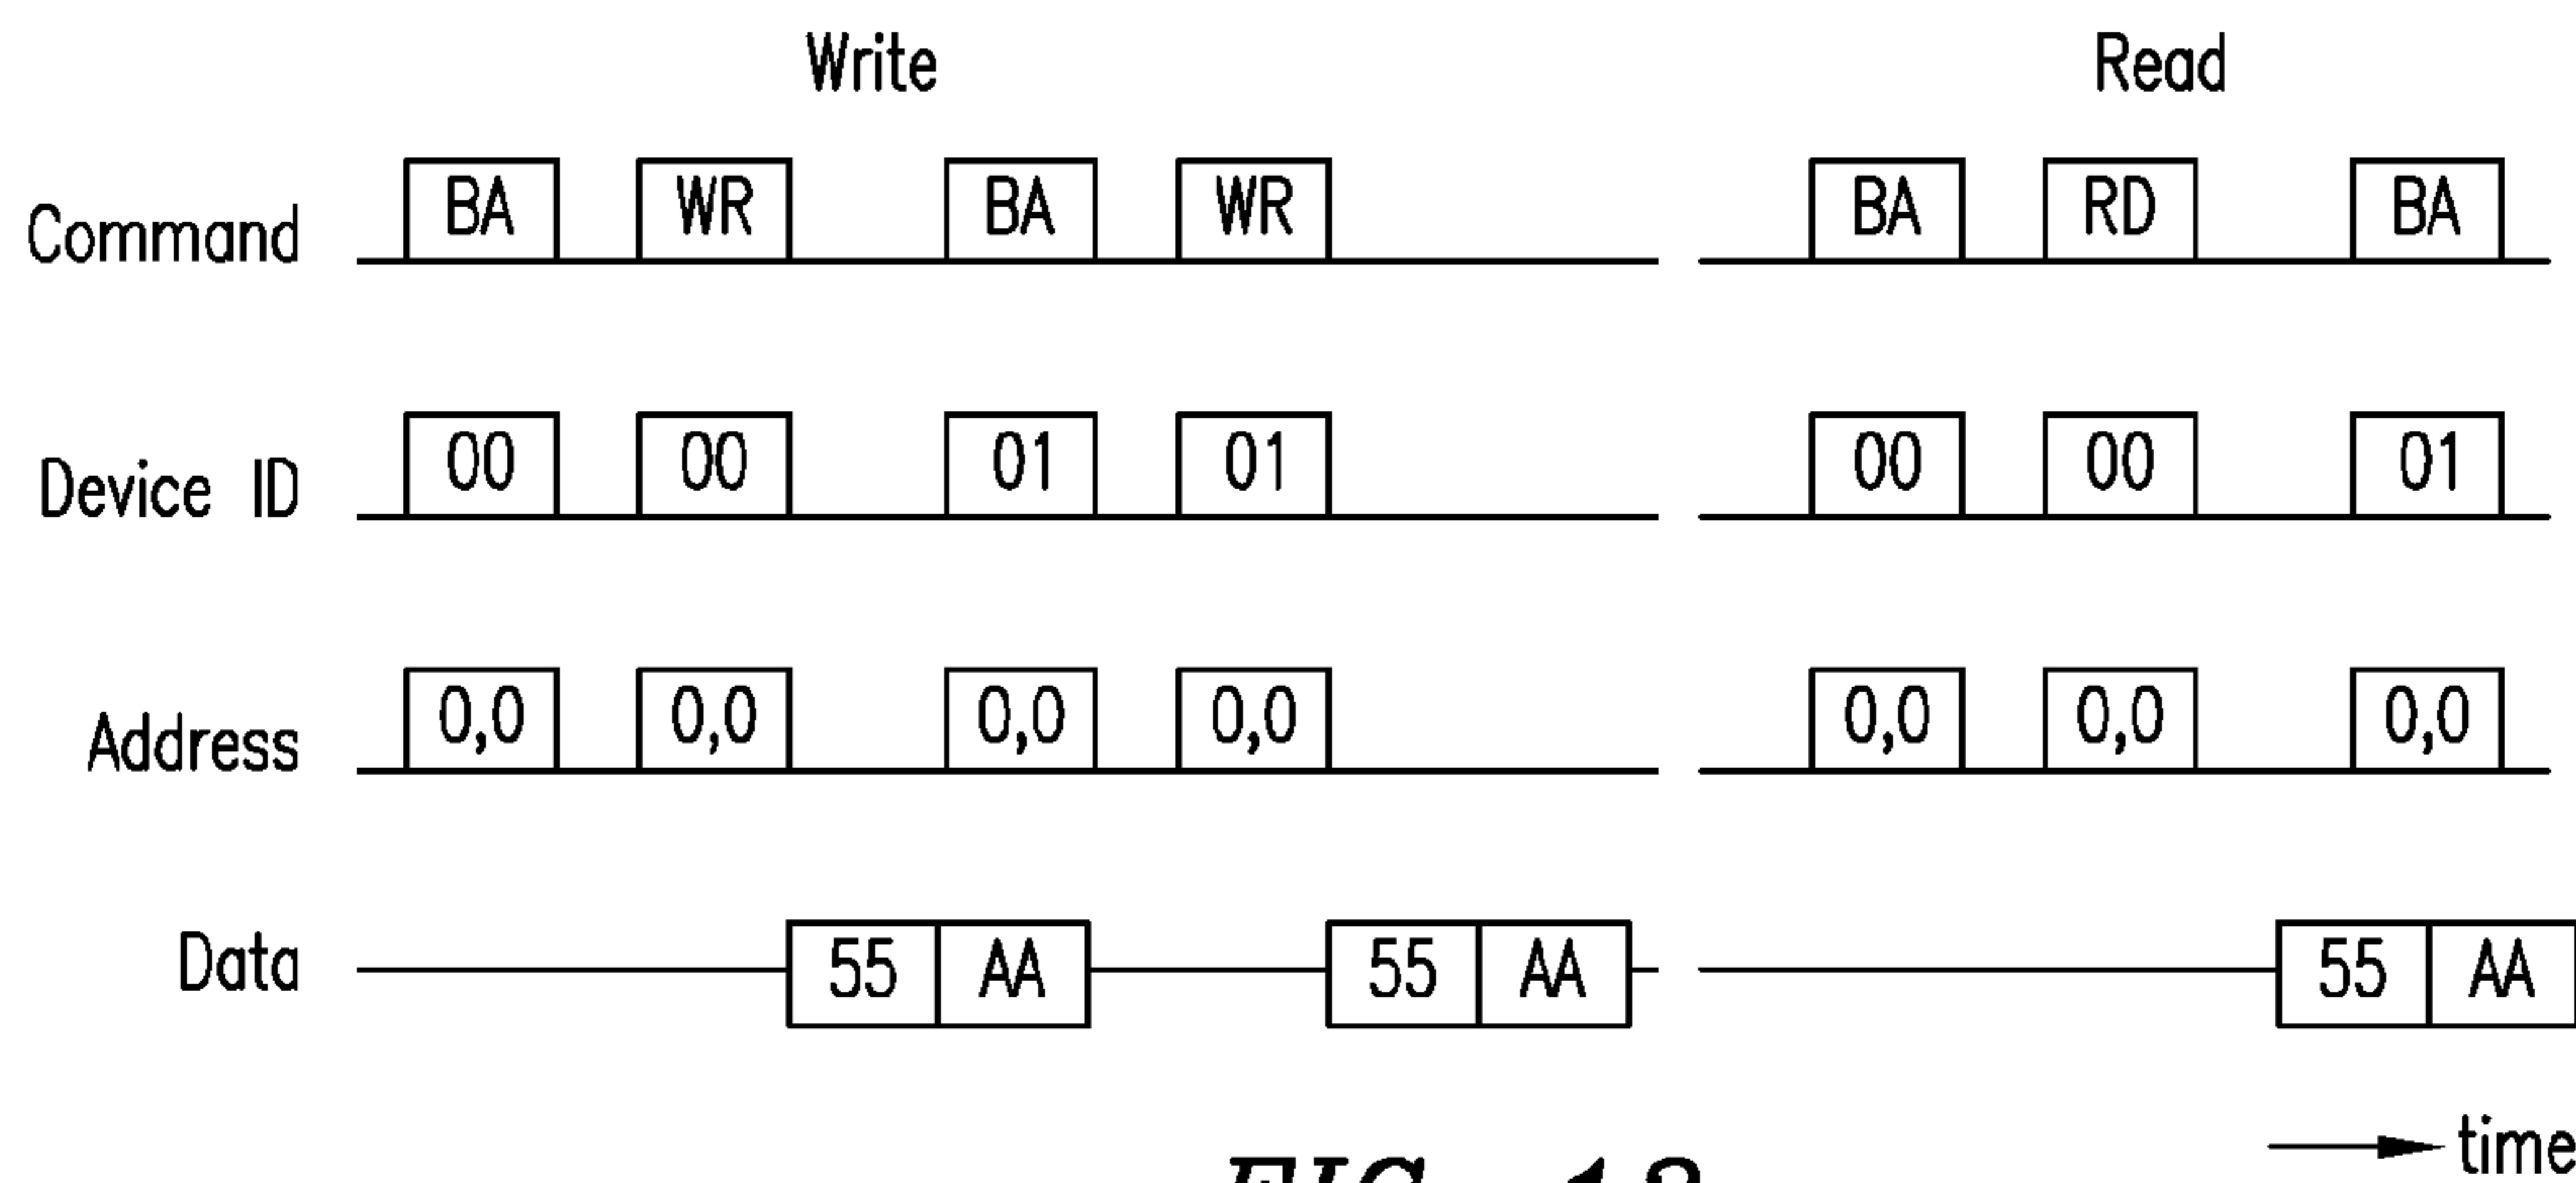 Write Read
Command BA WR BA WR BA RD BA
Device ID 00 00 01 01 00 00 01
Address 0,0 0,0 0,0 0,0 0,0 0,0 0,0
Data 55 AA 55 AA 55 AA
time